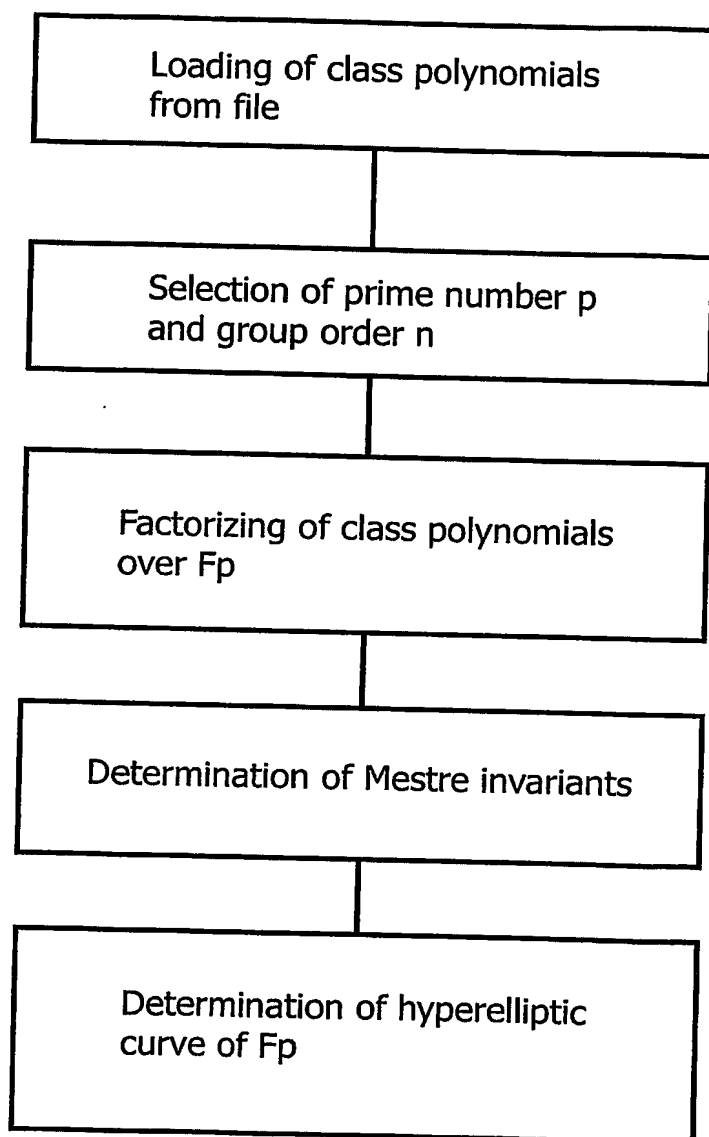 Loading of class polynomials
from file
Selection of prime number p
and group order n
Factorizing of class polynomials
over Fp
Determination of Mestre invariants
Determination of hyperelliptic
curve of Fp